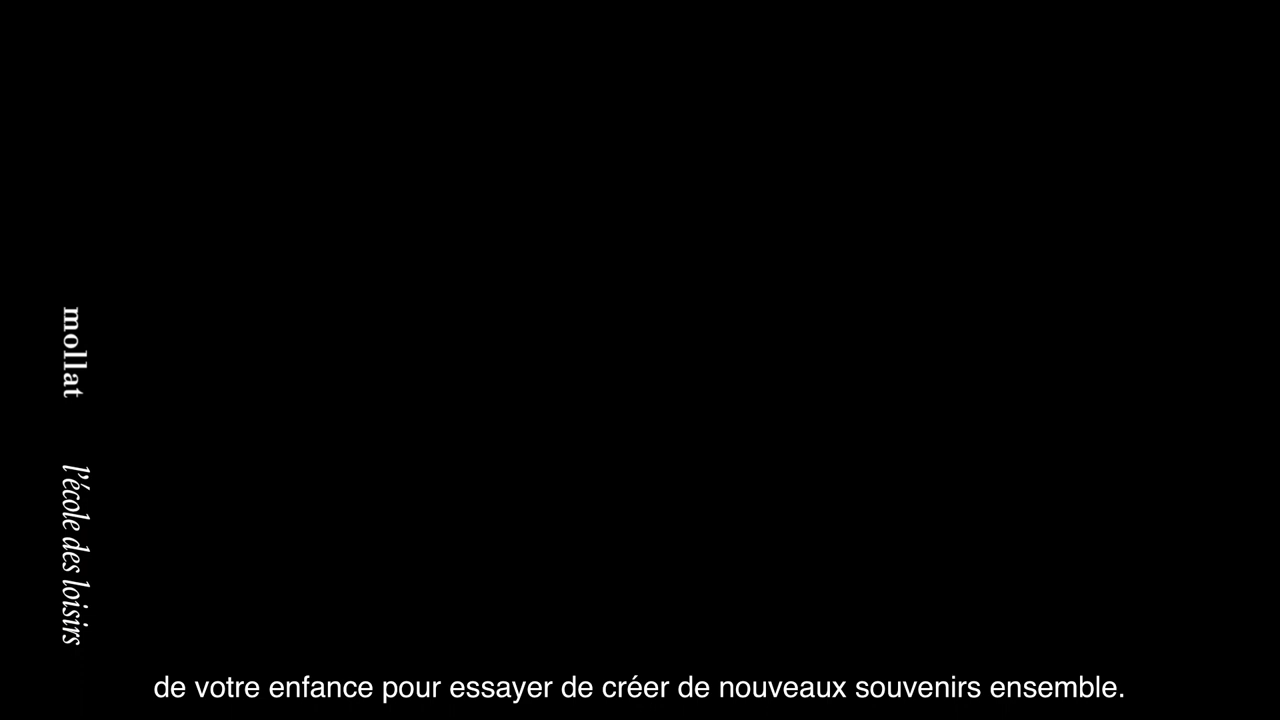 mollat
l'école des loisirs
de votre enfance pour essayer de créer de nouveaux souvenirs ensemble.